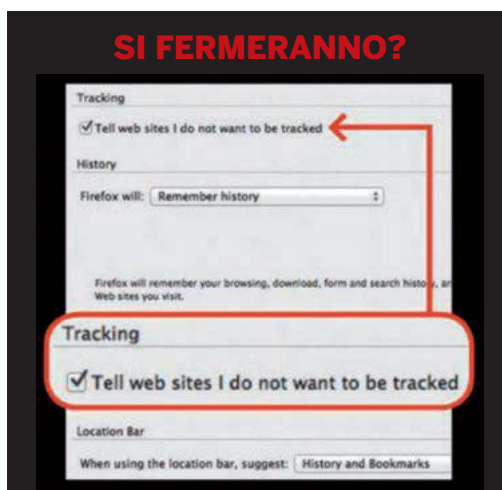 SI FERMERANNO?
Tracking
Tell web sites I do not want to be tracked
History
Firefox will: Remember history
Firefox will remember your browsing, download, form and search history, an
Web sites you visit.
Tracking
Tell web sites I do not want to be tracked
Location Bar
When using the location bar, suggest: History and Bookmarks